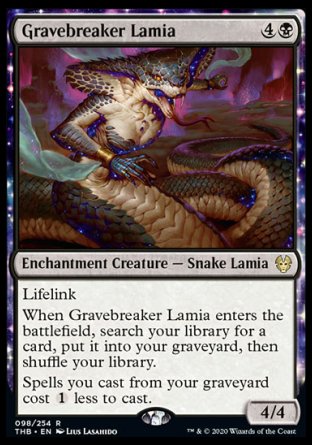 Gravebreaker Lamia 4
Enchantment Creature — Snake Lamia
Lifelink
When Gravebreaker Lamia enters the
battlefield, search your library for a
card, put it into your graveyard, then
shuffle your library.
Spells you cast from your graveyard
cost 1 less to cast.
4/4
098/254 R
THB • EN Lius Lasahido ™ & © 2020 Wizards of the Coast